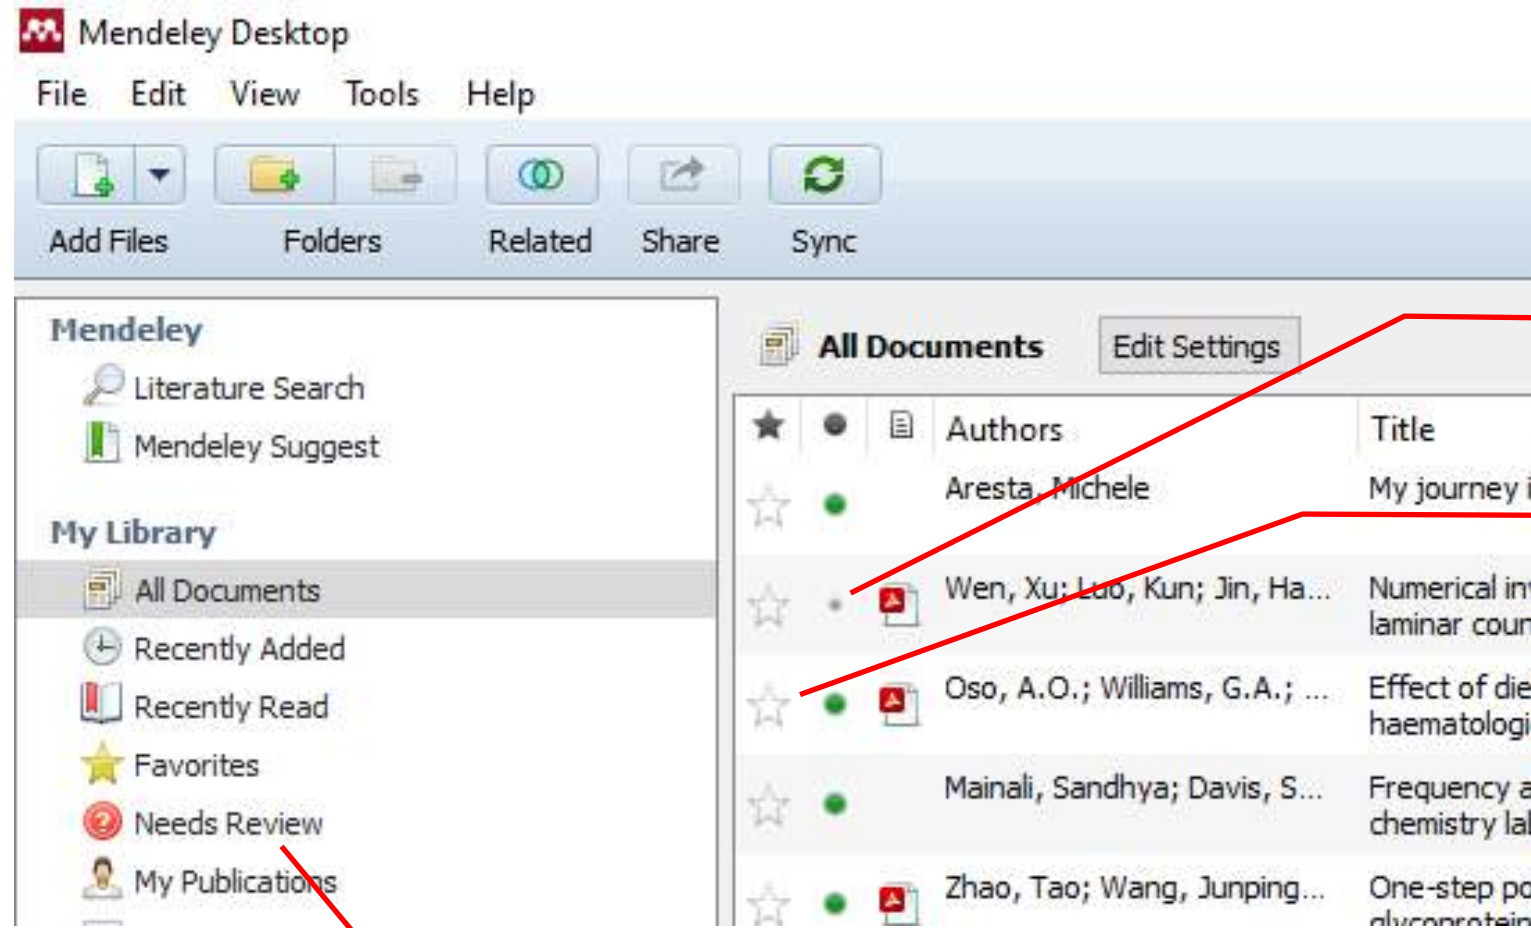 Mendeley Desktop
File Edit View Tools Help
Add Files Folders Related Share Sync
Mendeley
Literature Search
Mendeley Suggest
My Library
All Documents
Recently Added
Recently Read
Favorites
Needs Review
My Publications
All Documents Edit Settings
Authors Title
Aresta, Michele My journey i
Wen, Xu; Luo, Kun; Jin, Ha... Numerical inv
laminar coun
Oso, A.O.; Williams, G.A.; ... Effect of die
haematologi
Mainali, Sandhya; Davis, S... Frequency a
chemistry lab
Zhao, Tao; Wang, Junping... One-step po
glycoprotein